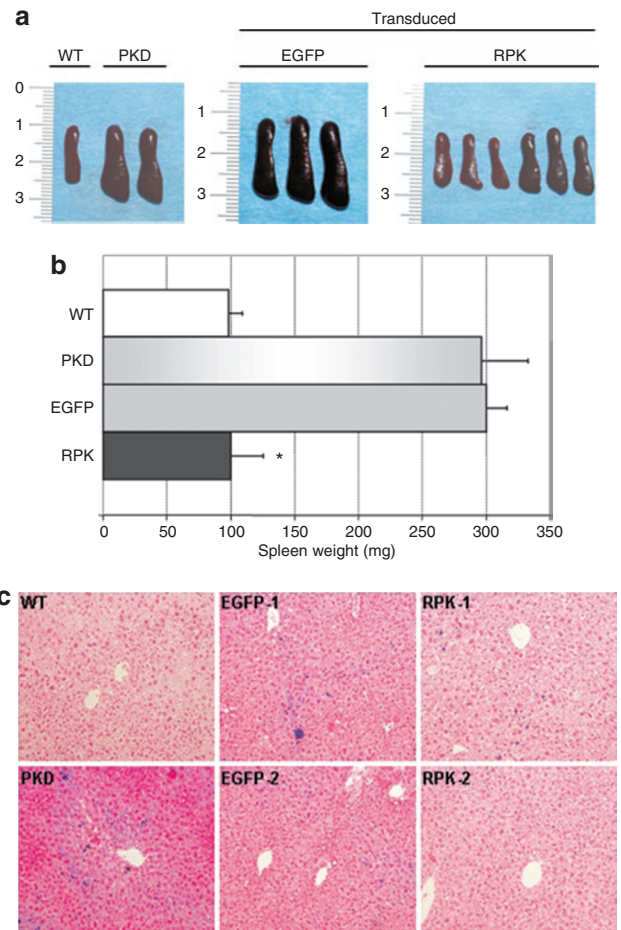 a
Transduced
WT PKD EGFP RPK
0
1
2
3
1
2
3
1
2
3
b
WT
PKD
EGFP
RPK
*
0 50 100 150 200 250 300 350
Spleen weight (mg)
c
WT EGFP-1 RPK-1
PKD EGFP-2 RPK-2